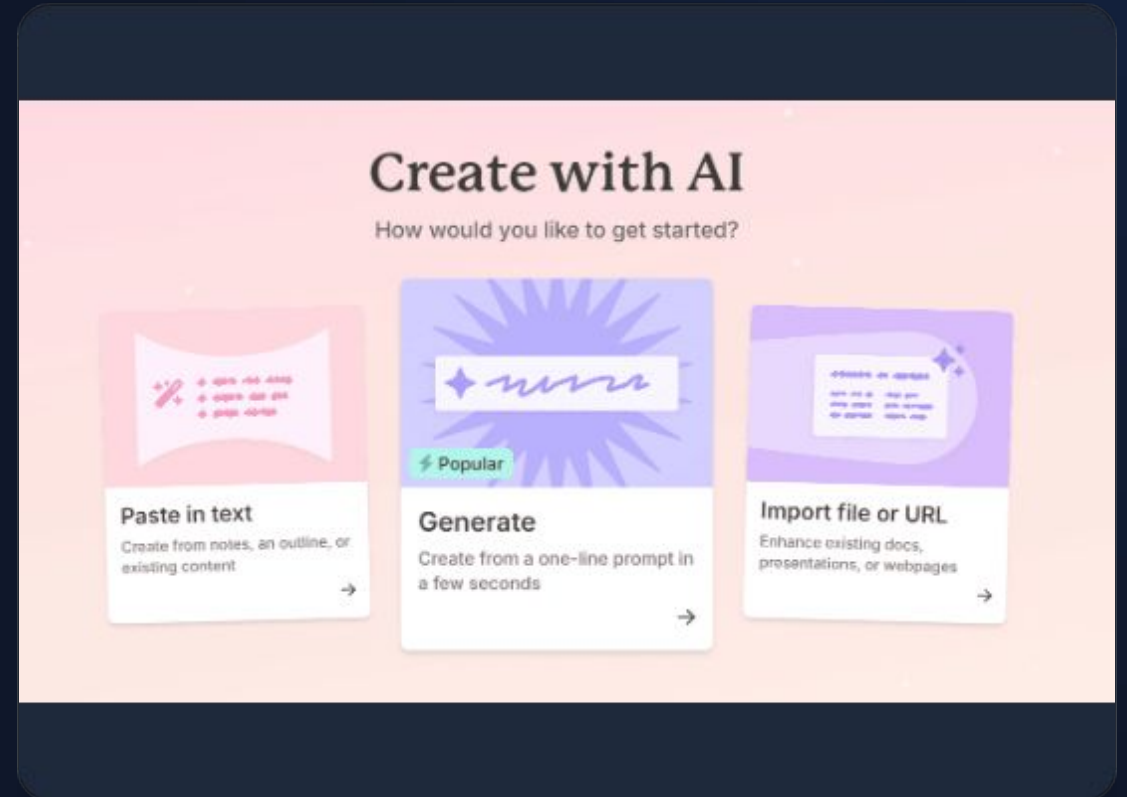 Create with AI
How would you like to get started?
Paste in text
Create from notes, an outline, or
existing content
Popular
Generate
Create from a one-line prompt in
a few seconds
Import file or URL
Enhance existing docs,
presentations, or webpages